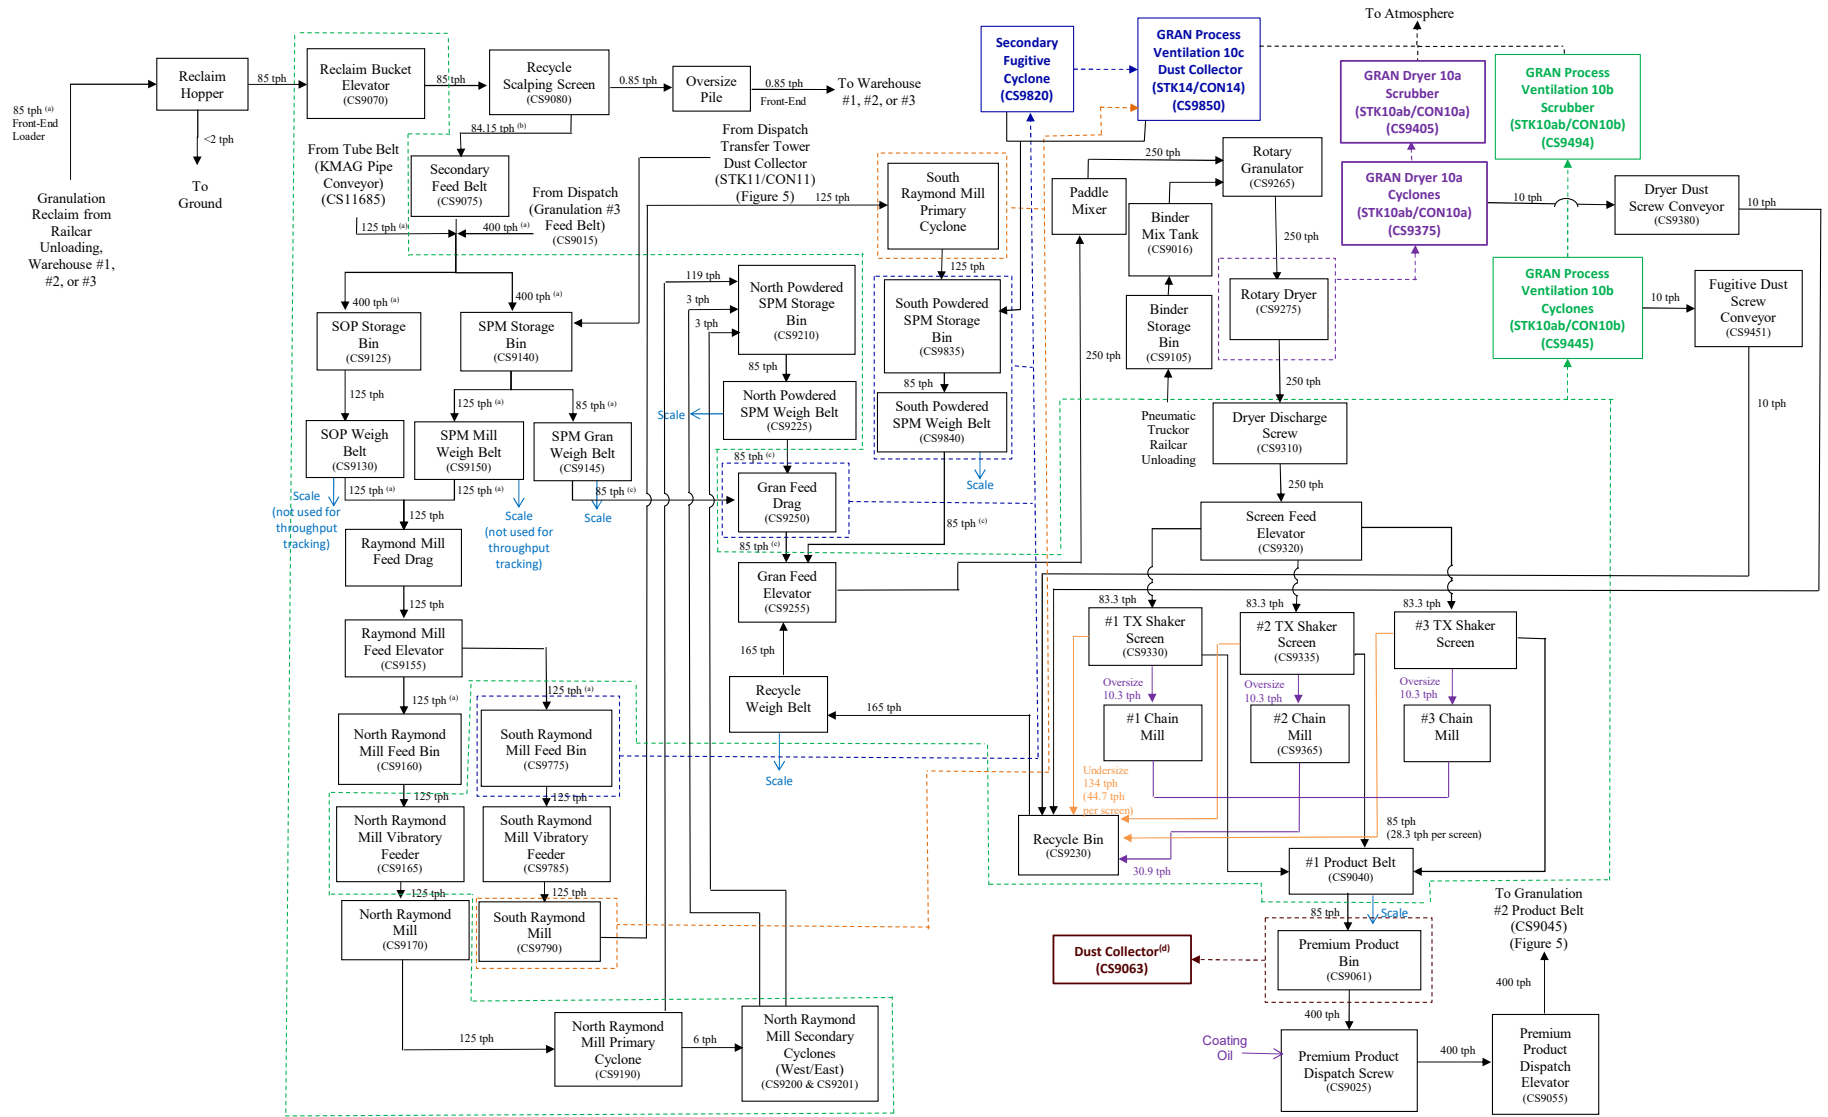 To Atmosphere
85 tph (a)
Front-End
Loader
Granulation
Reclaim from
Railcar
Unloading,
Warehouse #1,
#2, or #3
Reclaim
Hopper
<2 tph
To
Ground
85 tph
Reclaim Bucket
Elevator
(CS9070)
85 tph
Recycle
Scalping Screen
(CS9080)
0.85 tph
Oversize
Pile
0.85 tph
Front-End
To Warehouse
#1, #2, or #3
84.15 tph (b)
Secondary
Feed Belt
(CS9075)
From Tube Belt
(KMAG Pipe
Conveyor)
CS11685)
125 tph (a)
From Dispatch
(Granulation #3
Feed Belt)
(CS9015)
400 tph (a)
From Dispatch
Transfer Tower
Dust Collector
(STK11/CON11)
(Figure 5)
400 tph (a)
SOP Storage
Bin
(CS9125)
400 tph (a)
SPM Storage
Bin
(CS9140)
125 tph
125 tph (a)
85 tph (a)
SOP Weigh
Belt
(CS9130)
SPM Mill
Weigh Belt
(CS9150)
SPM Gran
Weigh Belt
(CS9145)
Scale
(not used for
throughput
tracking)
125 tph (a)
125 tph (a)
Scale
(not used for
throughput
tracking)
85 tph (c)
Scale
125 tph
Raymond Mill
Feed Drag
125 tph
Raymond Mill
Feed Elevator
(CS9155)
125 tph (a)
125 tph (a)
North Raymond
Mill Feed Bin
(CS9160)
South Raymond
Mill Feed Bin
(CS9775)
125 tph
125 tph
North Raymond
Mill Vibratory
Feeder
(CS9165)
South Raymond
Mill Vibratory
Feeder
(CS9785)
125 tph
125 tph
North Raymond
Mill
(CS9170)
South Raymond
Mill
(CS9790)
125 tph
North Raymond
Mill Primary
Cyclone
(CS9190)
6 tph
North Raymond
Mill Secondary
Cyclones
(West/East)
(CS9200 & CS9201)
119 tph
3 tph
3 tph
North Powdered
SPM Storage
Bin
(CS9210)
85 tph
North Powdered
SPM Weigh Belt
(CS9225)
Scale
85 tph (c)
Gran Feed
Drag
(CS9250)
85 tph (c)
Gran Feed
Elevator
(CS9255)
165 tph
Recycle
Weigh Belt
Scale
165 tph
125 tph
South
Raymond Mill
Primary
Cyclone
125 tph
South Powdered
SPM Storage
Bin
(CS9835)
85 tph
South Powdered
SPM Weigh Belt
(CS9840)
Scale
85 tph (c)
Secondary
Fugitive
Cyclone
(CS9820)
GRAN Process
Ventilation 10c
Dust Collector
(STK14/CON14)
(CS9850)
250 tph
Paddle
Mixer
250 tph
Binder
Mix Tank
(CS9016)
Binder
Storage
Bin
(CS9105)
Pneumatic
Truckor
Railcar
Unloading
Rotary
Granulator
(CS9265)
250 tph
Rotary Dryer
(CS9275)
250 tph
Dryer Discharge
Screw
(CS9310)
250 tph
Screen Feed
Elevator
(CS9320)
GRAN Dryer 10a
Scrubber
(STK10ab/CON10a)
(CS9405)
GRAN Dryer 10a
Cyclones
(STK10ab/CON10a)
(CS9375)
GRAN Process
Ventilation 10b
Scrubber
(STK10ab/CON10b)
(CS9494)
10 tph
Dryer Dust
Screw Conveyor
(CS9380)
10 tph
GRAN Process
Ventilation 10b
Cyclones
(STK10ab/CON10b)
(CS9445)
10 tph
Fugitive Dust
Screw
Conveyor
(CS9451)
10 tph
83.3 tph
83.3 tph
83.3 tph
#1 TX Shaker
Screen
(CS9330)
#2 TX Shaker
Screen
(CS9335)
#3 TX Shaker
Screen
Oversize
10.3 tph
Oversize
10.3 tph
Oversize
10.3 tph
#1 Chain
Mill
#2 Chain
Mill
(CS9365)
#3 Chain
Mill
Undersize
134 tph
(44.7 tph
per screen)
Recycle Bin
(CS9230)
30.9 tph
85 tph
(28.3 tph per screen)
#1 Product Belt
(CS9040)
Scale
85 tph
Premium Product
Bin
(CS9061)
Dust Collector(d)
(CS9063)
400 tph
Coating
Oil
Premium Product
Dispatch Screw
(CS9025)
400 tph
Premium
Product
Dispatch
Elevator
(CS9055)
400 tph
To Granulation
#2 Product Belt
(CS9045)
(Figure 5)